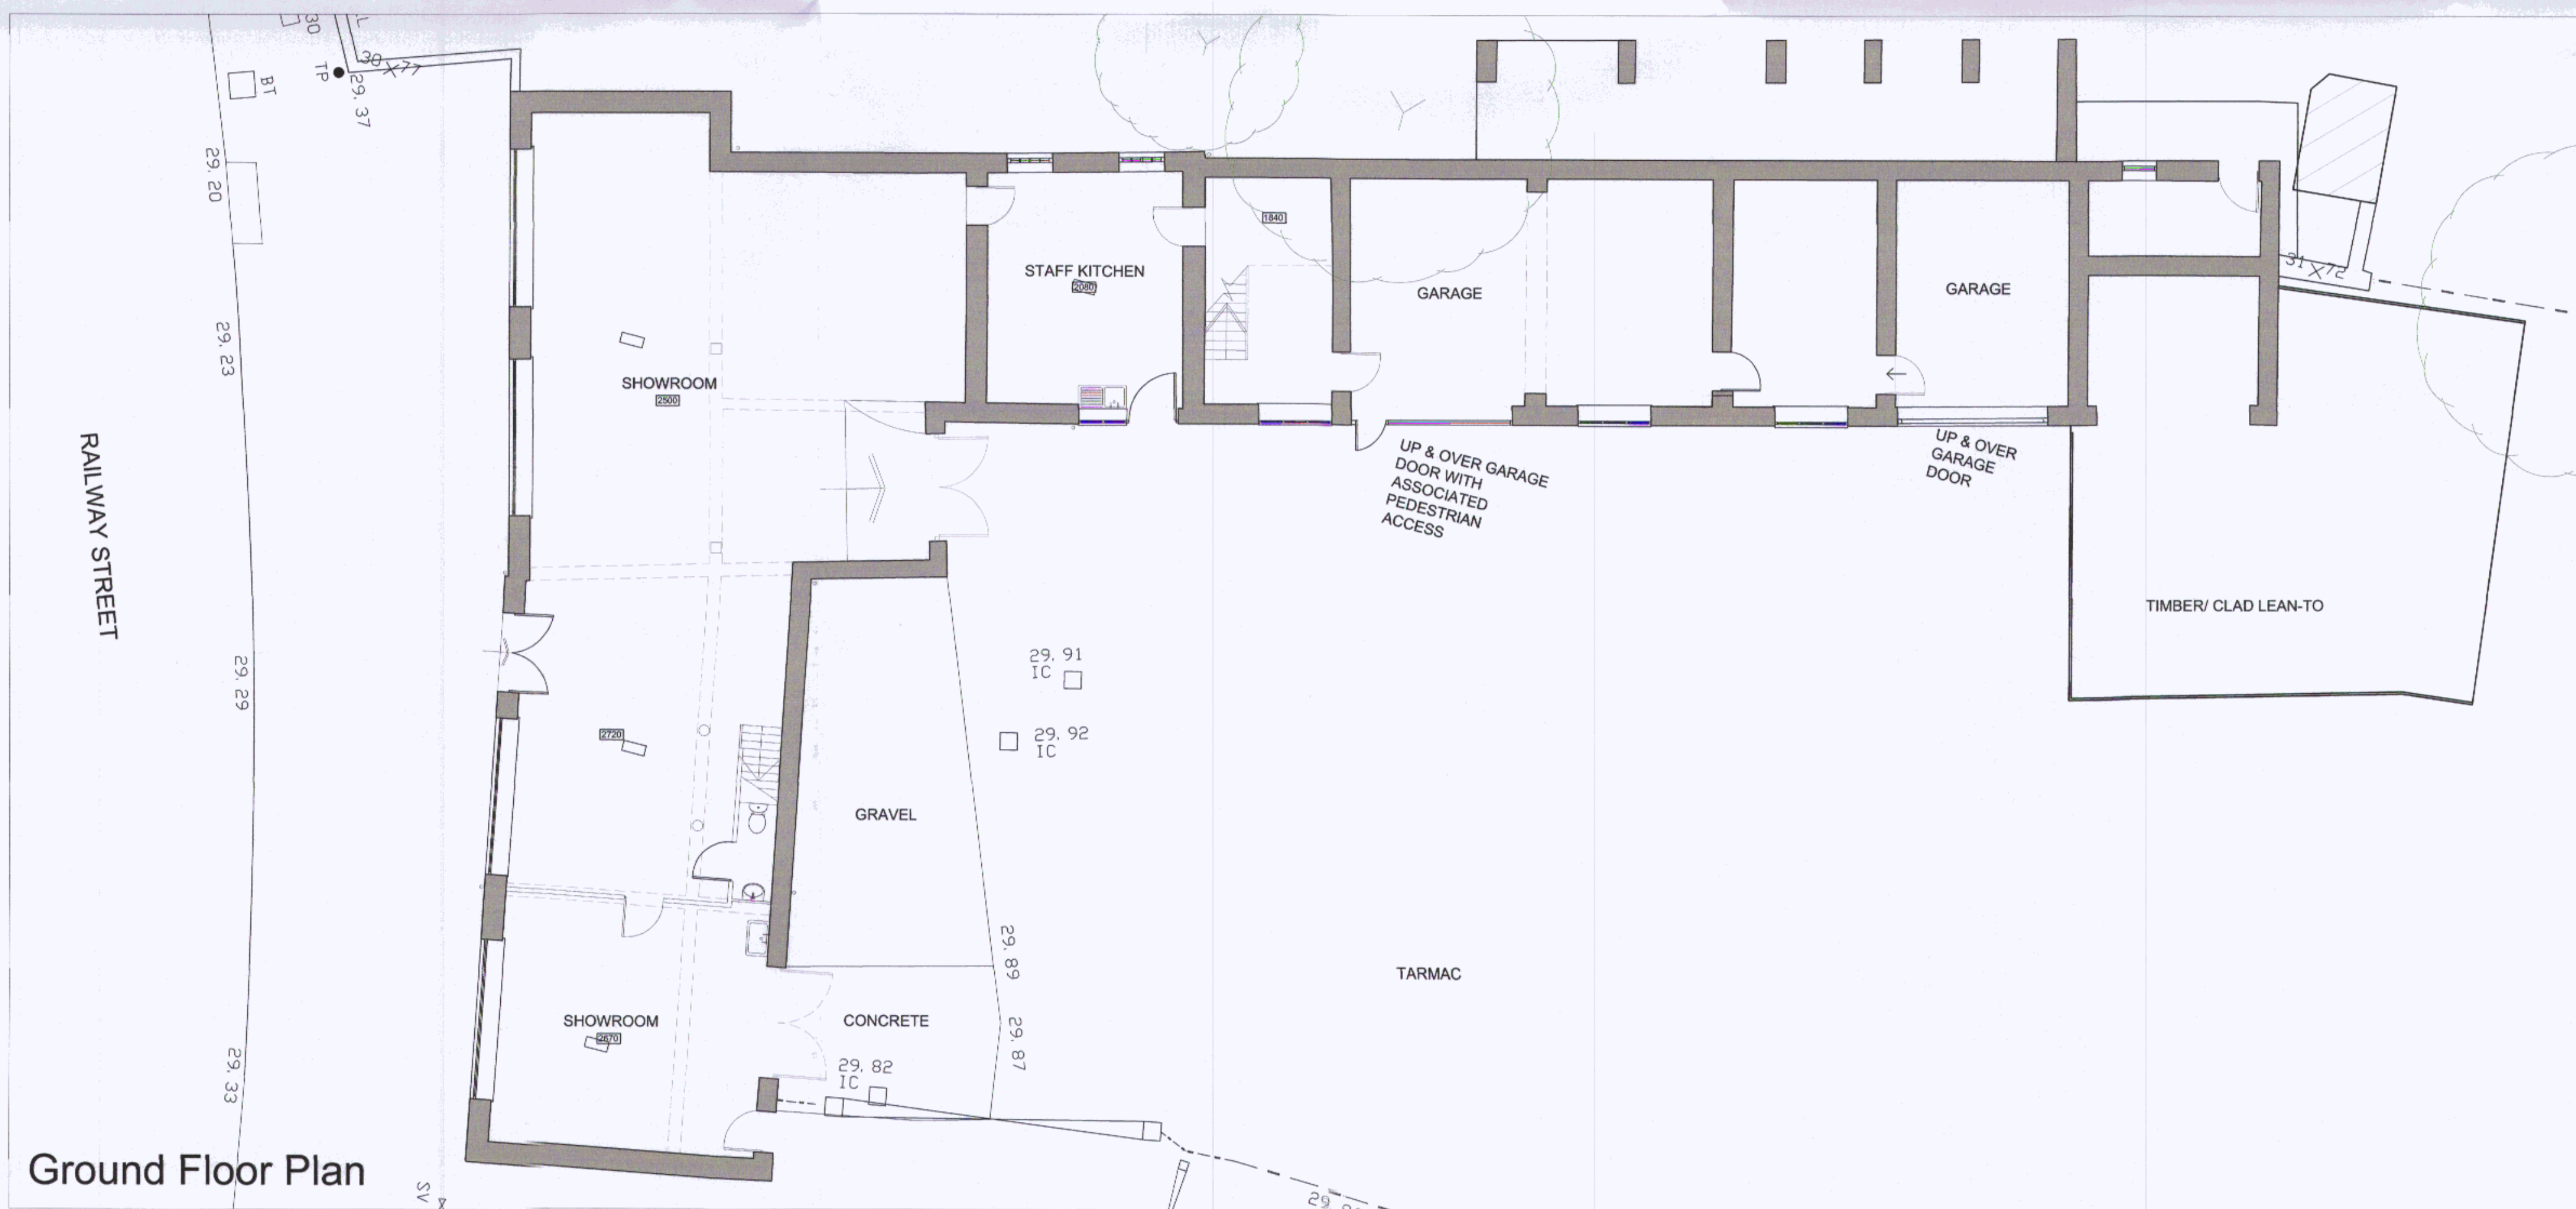 30
TP
29. 37
30 77
BT
29. 20
29. 23
RAILWAY STREET
29. 29
29. 33
SV
SHOWROOM
2500
STAFF KITCHEN
2080
1840
GARAGE
GARAGE
31 72
UP & OVER GARAGE
DOOR WITH
ASSOCIATED
PEDESTRIAN
ACCESS
UP & OVER
GARAGE
DOOR
TIMBER/ CLAD LEAN-TO
29. 91
IC
29. 92
IC
2720
GRAVEL
29. 89
TARMAC
SHOWROOM
2670
CONCRETE
29. 87
29. 82
IC
Ground Floor Plan